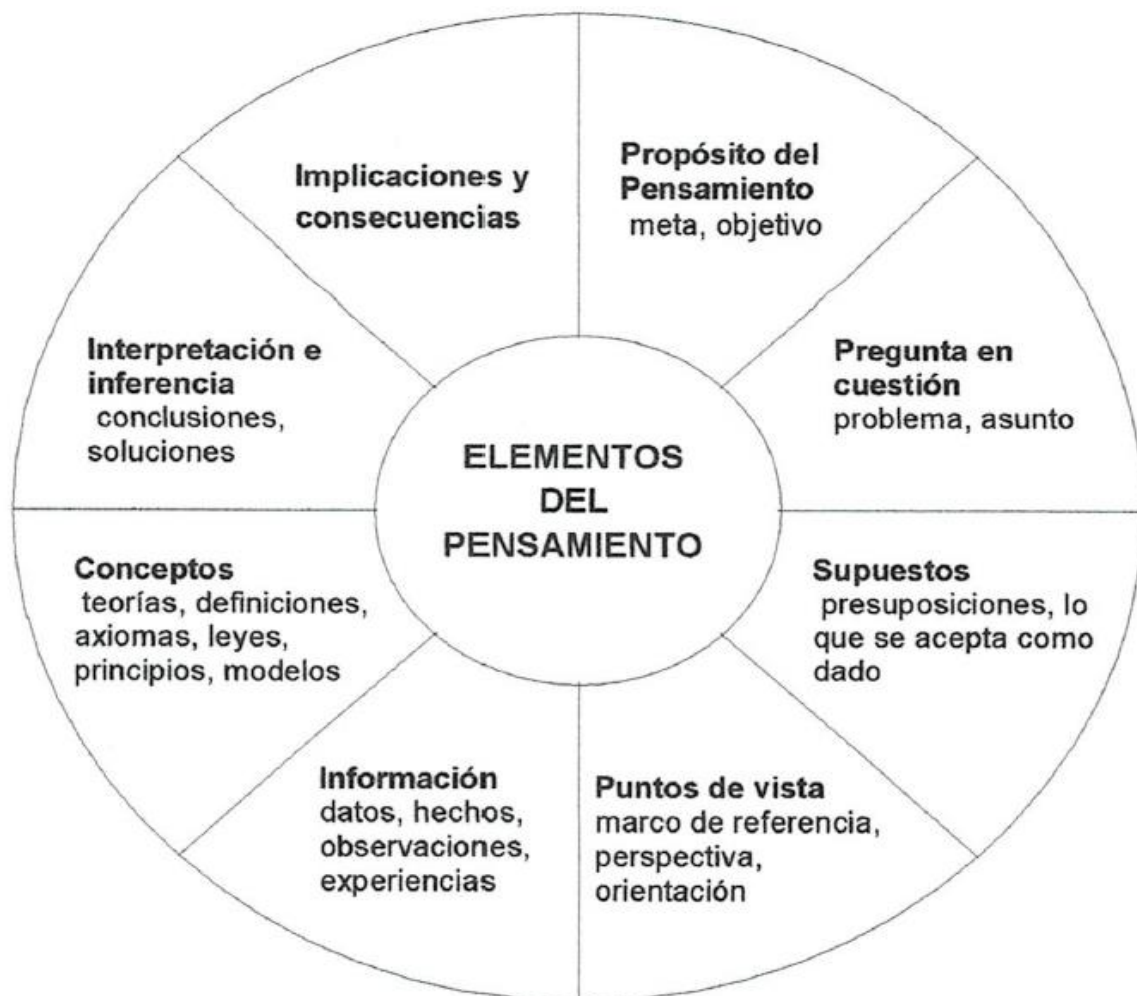 Implicaciones y
consecuencias
Propósito del
Pensamiento
meta, objetivo
Interpretación e
inferencia
conclusiones,
soluciones
Pregunta en
cuestión
problema, asunto
ELEMENTOS
DEL
PENSAMIENTO
Conceptos
teorías, definiciones,
axiomas, leyes,
principios, modelos
Supuestos
presuposiciones, lo
que se acepta como
dado
Información
datos, hechos,
observaciones,
experiencias
Puntos de vista
marco de referencia,
perspectiva,
orientación